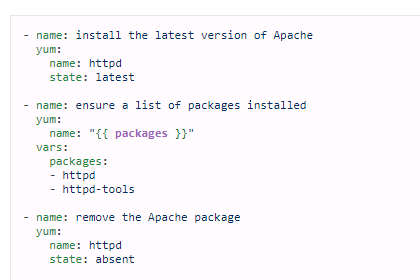 - name: install the latest version of Apache
  yum:
    name: httpd
    state: latest

- name: ensure a list of packages installed
  yum:
    name: "{{ packages }}"
  vars:
    packages:
    - httpd
    - httpd-tools

- name: remove the Apache package
  yum:
    name: httpd
    state: absent